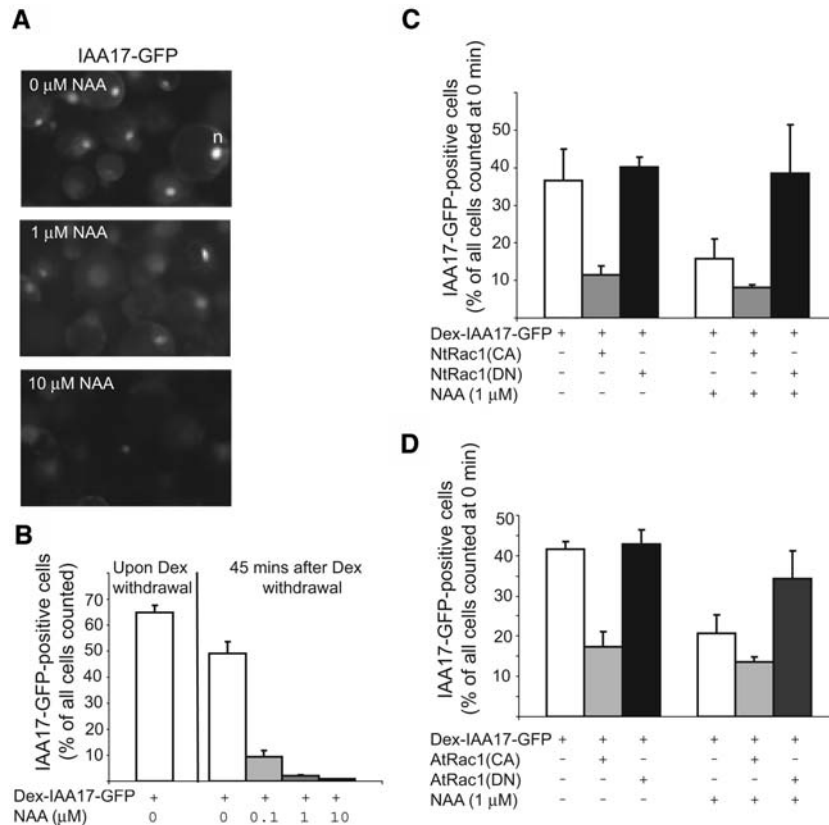 A
IAA17-GFP
0 μM NAA
n
1 μM NAA
10 μM NAA
B
Upon Dex withdrawal
45 mins after Dex withdrawal
IAA17-GFP-positive cells
(% of all cells counted)
70
60
50
40
30
20
10
Dex-IAA17-GFP + + + + +
NAA (μM) 0 0 0.1 1 10
C
IAA17-GFP-positive cells
(% of all cells counted at 0 min)
50
40
30
20
10
Dex-IAA17-GFP + + + + + +
NtRac1(CA) – + – – + –
NtRac1(DN) – – + – – +
NAA (1 μM) – – – + + +
D
IAA17-GFP-positive cells
(% of all cells counted at 0 min)
50
40
30
20
10
Dex-IAA17-GFP + + + + + +
AtRac1(CA) – + – – + –
AtRac1(DN) – – + – – +
NAA (1 μM) – – – + + +